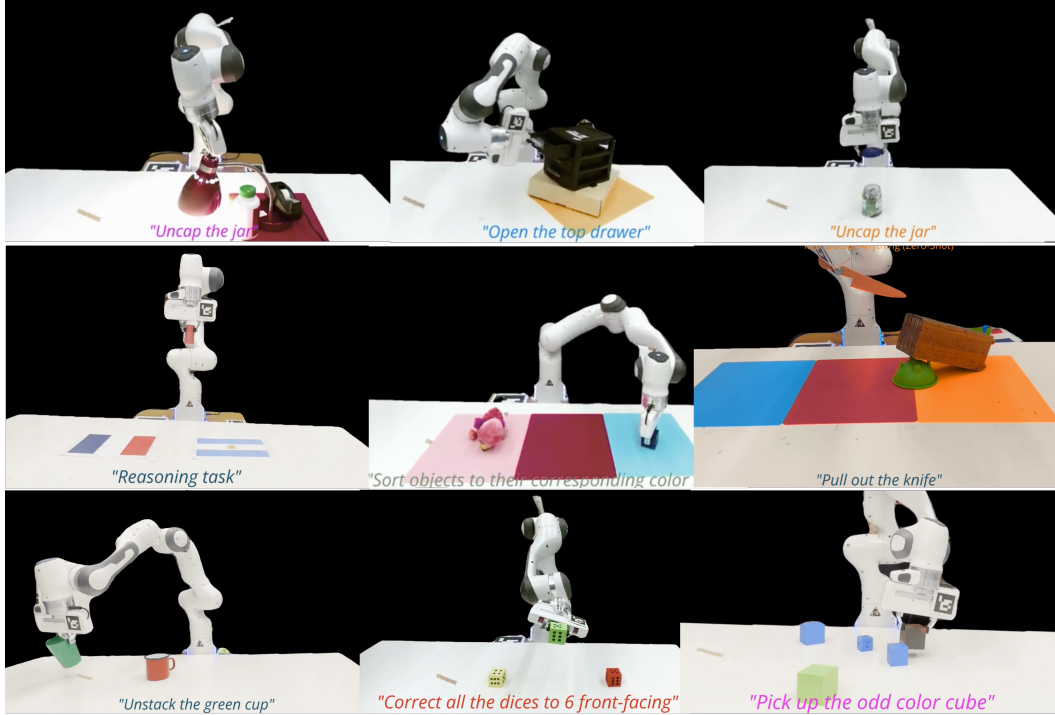 "Uncap the jar"
"Open the top drawer"
"Uncap the jar"
(Zero-Shot)
"Reasoning task"
"Sort objects to their corresponding color
"Pull out the knife"
"Unstack the green cup"
"Correct all the dices to 6 front-facing"
"Pick up the odd color cube"